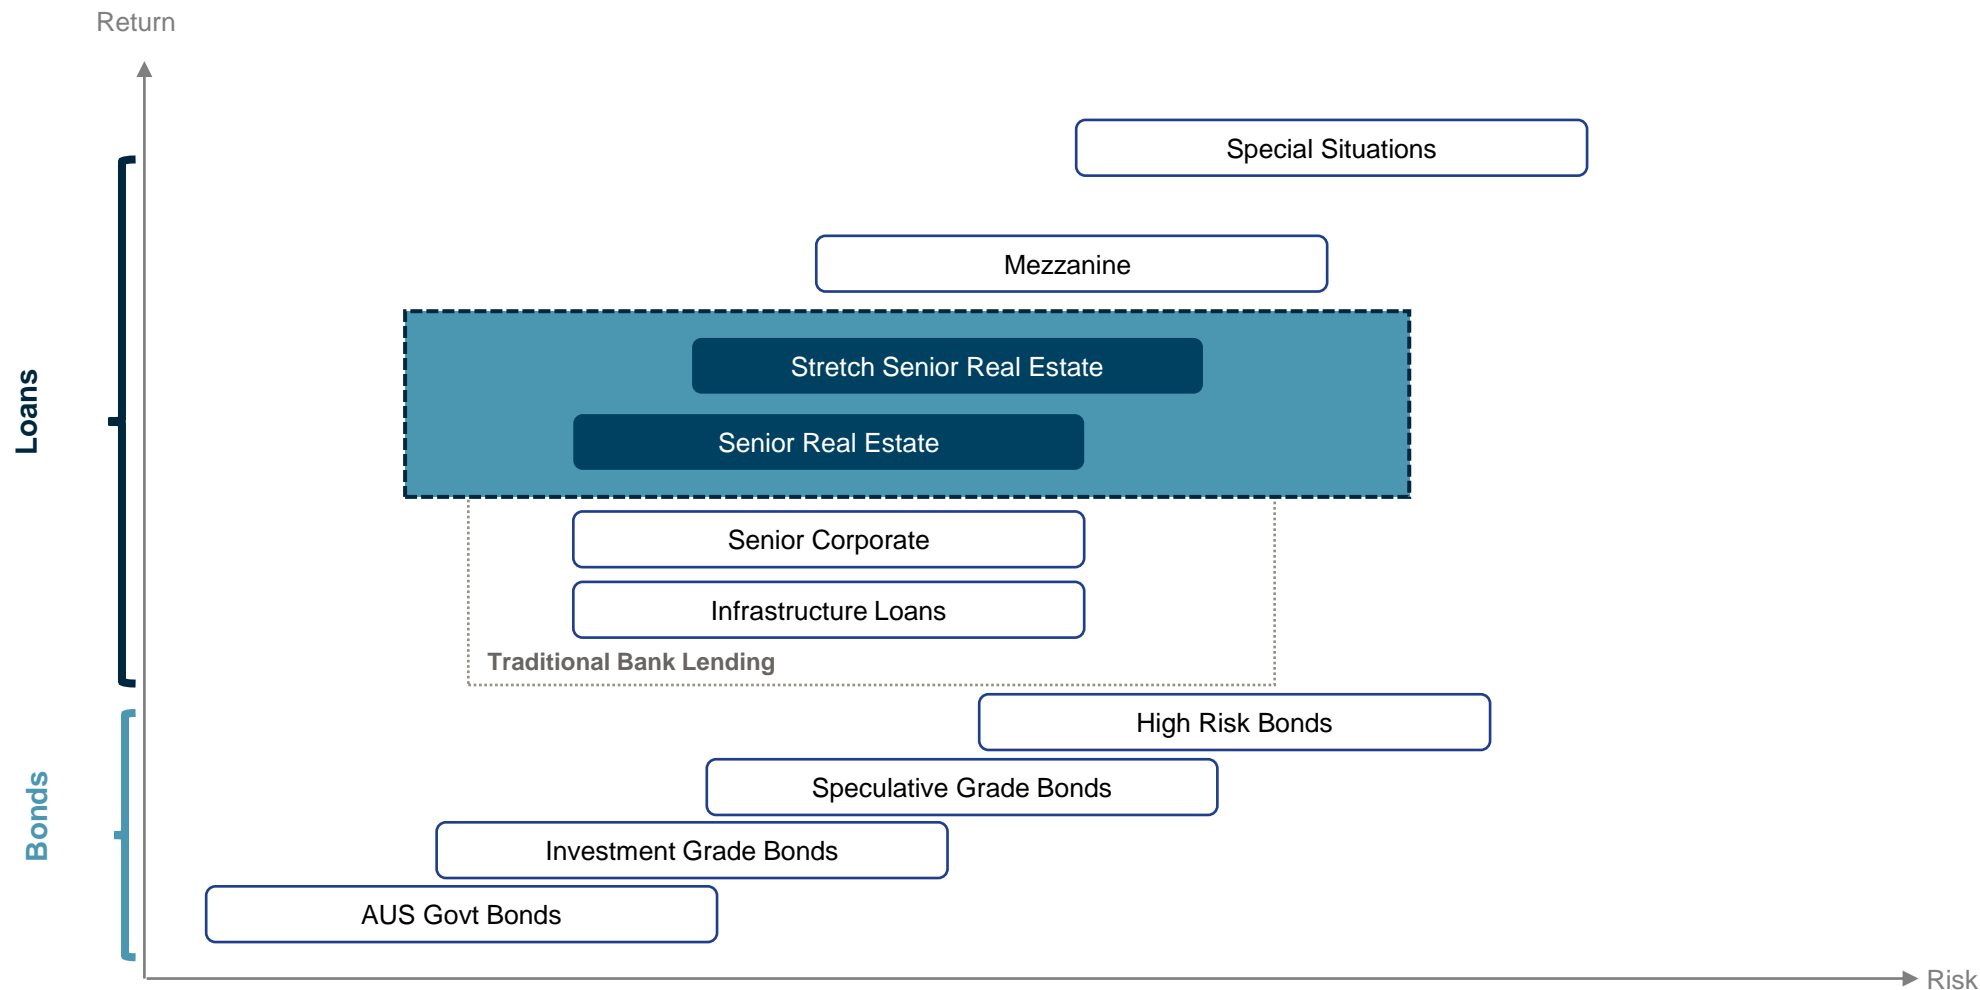 Return
Special Situations
Mezzanine
Stretch Senior Real Estate
Loans
Senior Real Estate
Senior Corporate
Infrastructure Loans
Traditional Bank Lending
High Risk Bonds
Speculative Grade Bonds
Bonds
Investment Grade Bonds
AUS Govt Bonds
Risk